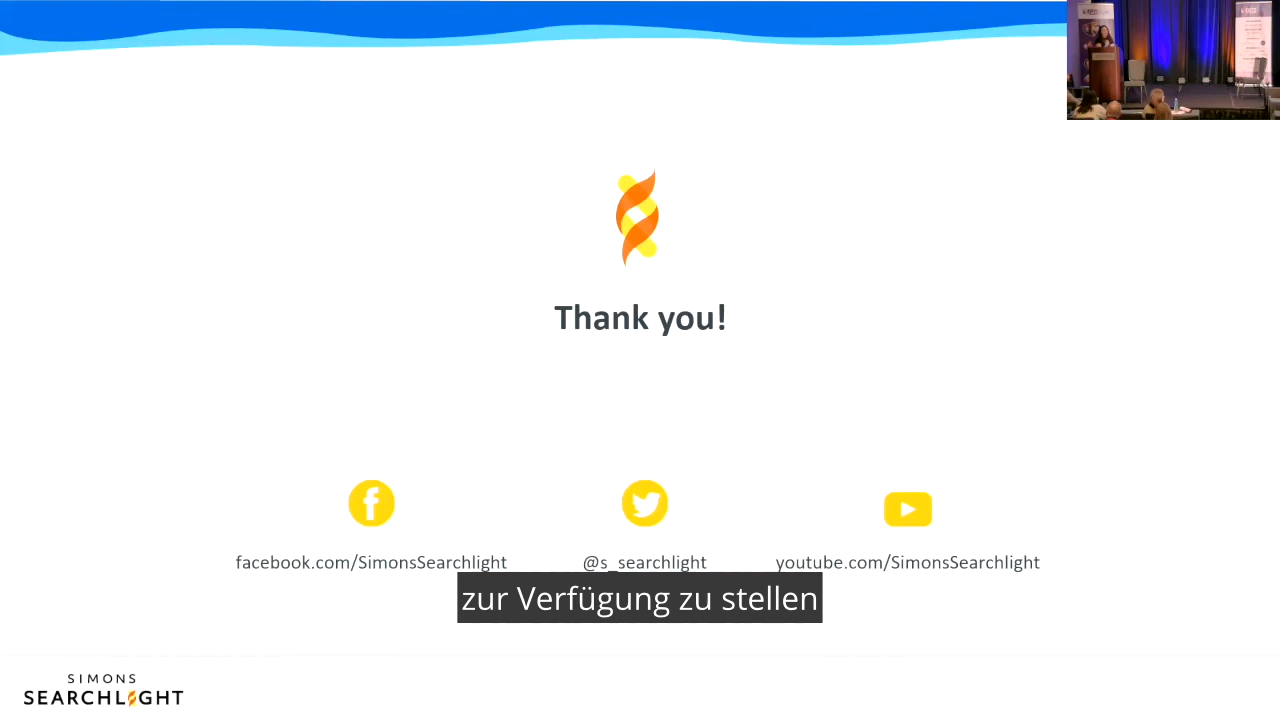 Thank you!
facebook.com/SimonsSearchlight
@s_searchlight
youtube.com/SimonsSearchlight
zur Verfügung zu stellen
SIMONS
SEARCHLIGHT